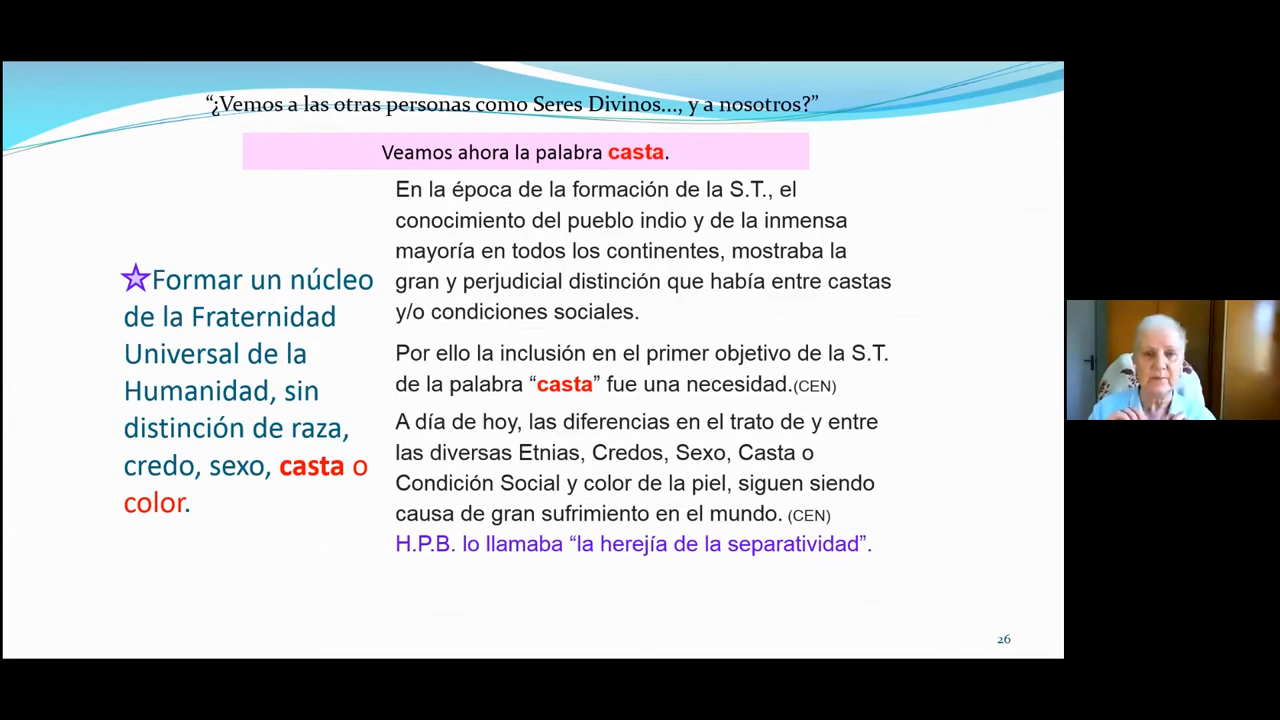 “¿Vemos a las otras personas como Seres Divinos..., y a nosotros?”
Veamos ahora la palabra casta.
Formar un núcleo
de la Fraternidad
Universal de la
Humanidad, sin
distinción de raza,
credo, sexo, casta o
color.
En la época de la formación de la S.T., el
conocimiento del pueblo indio y de la inmensa
mayoría en todos los continentes, mostraba la
gran y perjudicial distinción que había entre castas
y/o condiciones sociales.
Por ello la inclusión en el primer objetivo de la S.T.
de la palabra “casta” fue una necesidad.(CEN)
A día de hoy, las diferencias en el trato de y entre
las diversas Etnias, Credos, Sexo, Casta o
Condición Social y color de la piel, siguen siendo
causa de gran sufrimiento en el mundo. (CEN)
H.P.B. lo llamaba “la herejía de la separatividad”.
26